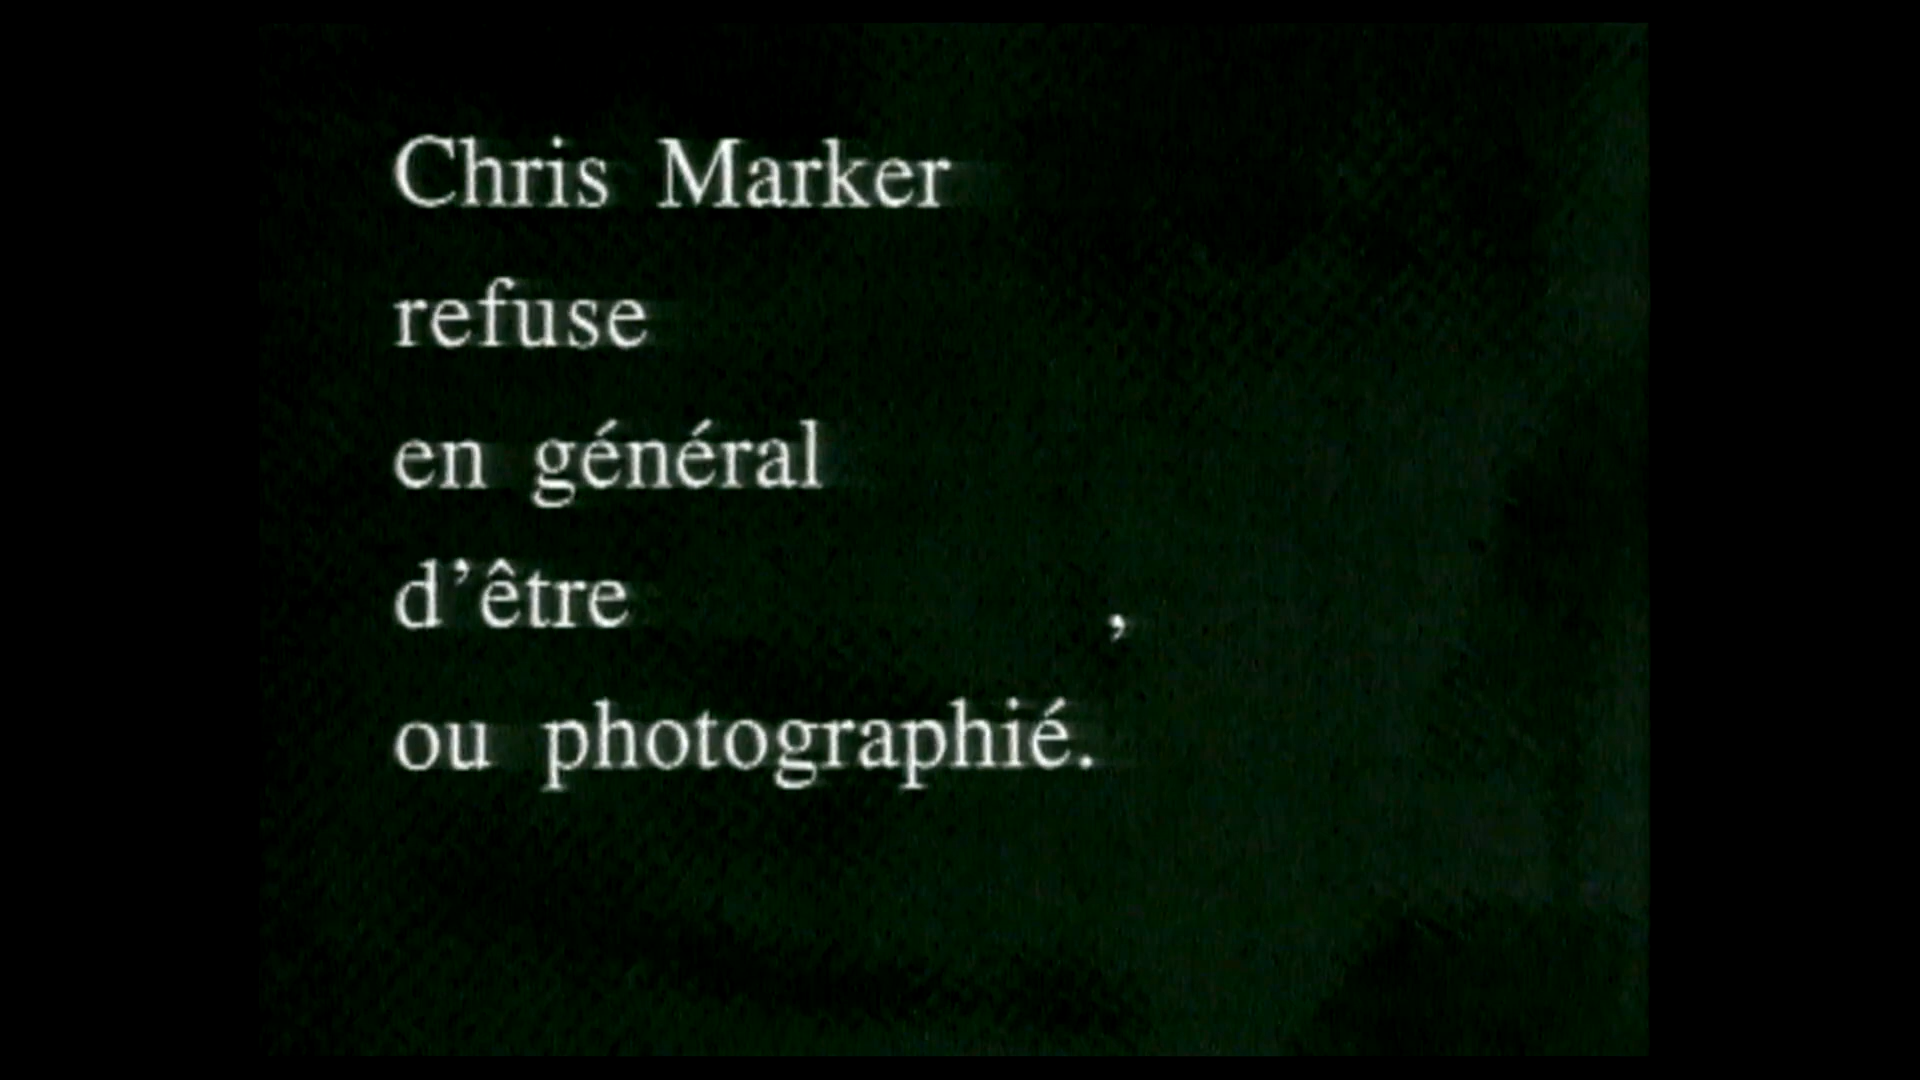 Chris Marker
refuse
en général
d’être ,
ou photographié.